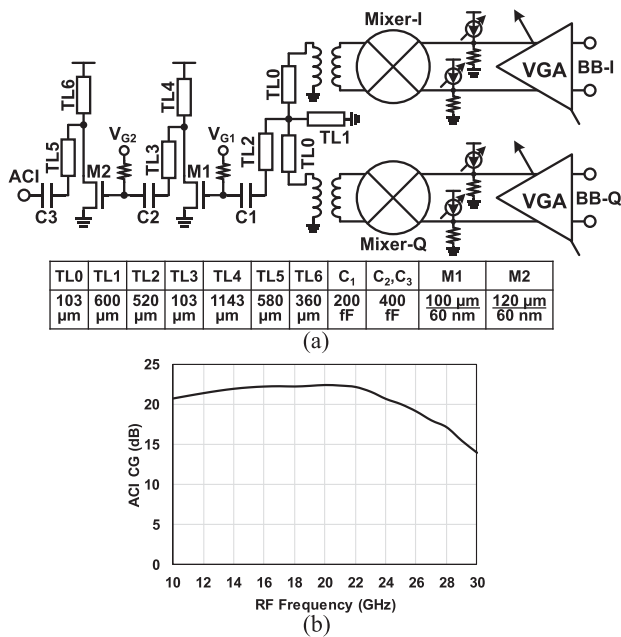 Mixer-I
TL6
TL4
TL0
VGA
BB-I
TL5
VG2
TL3
VG1
TL2
TL1
TL0
ACI
M2
M1
C3
C2
C1
Mixer-Q
VGA
BB-Q
TL0 TL1 TL2 TL3 TL4 TL5 TL6 C1 C2,C3 M1 M2
103 600 520 103 1143 580 360 200 400 100 µm 120 µm
µm µm µm µm µm µm µm fF fF 60 nm 60 nm
(a)
25
20
15
10
5
0
ACI CG (dB)
10 12 14 16 18 20 22 24 26 28 30
RF Frequency (GHz)
(b)